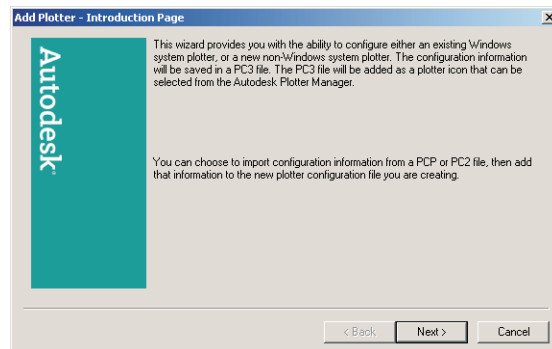 Add Plotter - Introduction Page
Autodesk
This wizard provides you with the ability to configure either an existing Windows
system plotter, or a new non-Windows system plotter. The configuration information
will be saved in a PC3 file. The PC3 file will be added as a plotter icon that can be
selected from the Autodesk Plotter Manager.
You can choose to import configuration information from a PCP or PC2 file, then add
that information to the new plotter configuration file you are creating.
< Back
Next >
Cancel